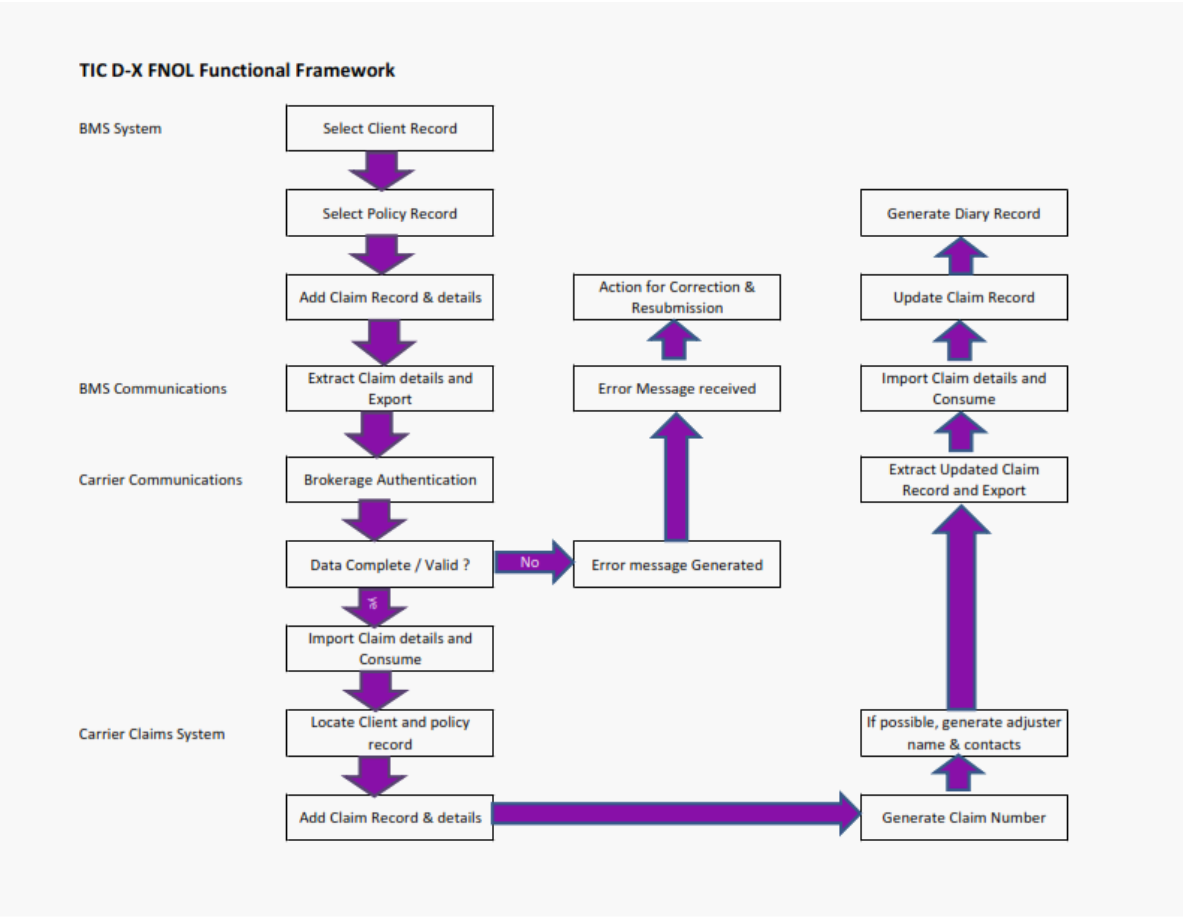 TIC D-X FNOL Functional Framework
BMS System
Select Client Record
Select Policy Record
Generate Diary Record
Add Claim Record & details
Action for Correction &
Resubmission
Update Claim Record
BMS Communications
Extract Claim details and
Export
Error Message received
Import Claim details and
Consume
Carrier Communications
Brokerage Authentication
Extract Updated Claim
Record and Export
Data Complete / Valid ?
No
Error message Generated
ye
Import Claim details and
Consume
Carrier Claims System
Locate Client and policy
record
If possible, generate adjuster
name & contacts
Add Claim Record & details
Generate Claim Number